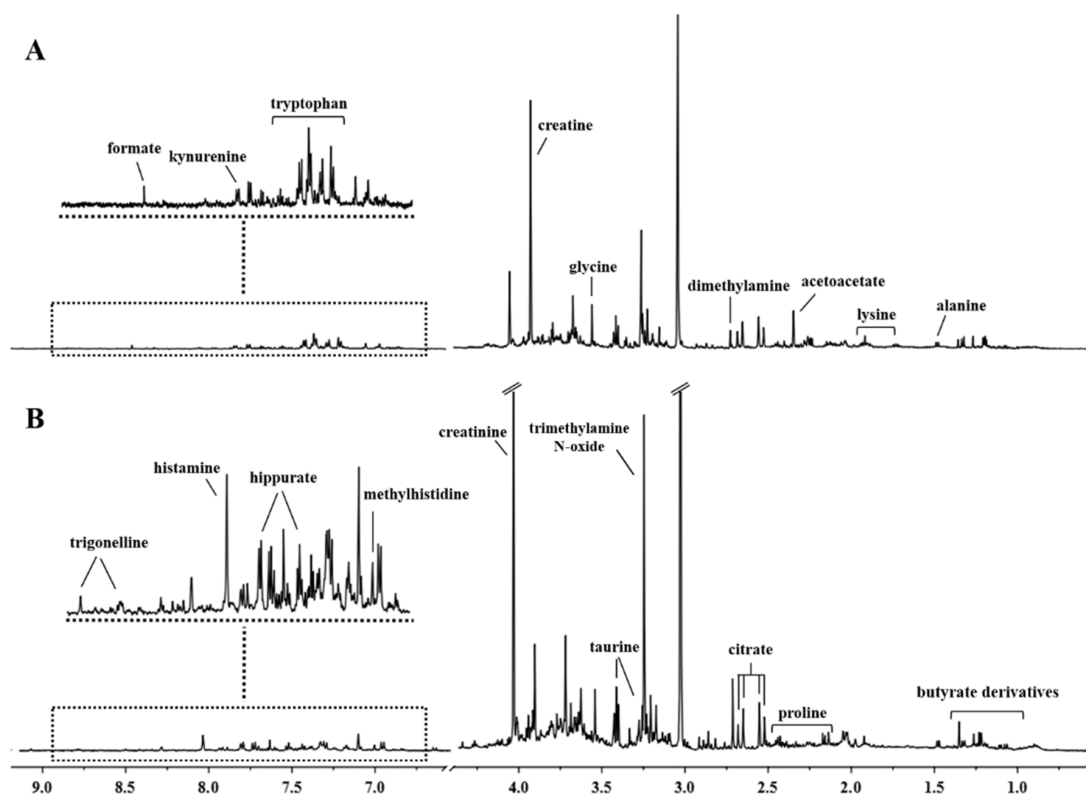 A
tryptophan
formate
kynurenine
creatine
glycine
dimethylamine
acetoacetate
lysine
alanine
B
creatinine
trimethylamine
N-oxide
histamine
hippurate
methylhistidine
trigonelline
taurine
citrate
proline
butyrate derivatives
9.0 8.5 8.0 7.5 7.0 4.0 3.5 3.0 2.5 2.0 1.5 1.0